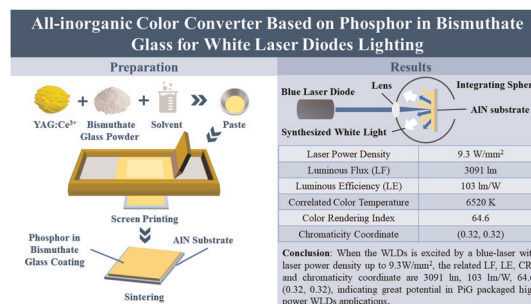 All-inorganic Color Converter Based on Phosphor in Bismuthate
Glass for White Laser Diodes Lighting
Preparation
YAG:Ce³⁺
Bismuthate
Glass Powder
Solvent
Paste
Screen Printing
Phosphor in
Bismuthate
Glass Coating
AlN Substrate
Sintering
Results
Blue Laser Diode
Lens
Integrating Spher
AlN substrate
Synthesized White Light
Laser Power Density 9.3 W/mm²
Luminous Flux (LF) 3091 lm
Luminous Efficiency (LE) 103 lm/W
Correlated Color Temperature 6520 K
Color Rendering Index 64.6
Chromaticity Coordinate (0.32, 0.32)
Conclusion: When the WLDs is excited by a blue-laser wit
laser power density up to 9.3W/mm², the related LF, LE, CR
and chromaticity coordinate are 3091 lm, 103 lm/W, 64.6
(0.32, 0.32), indicating great potential in PiG packaged hig
power WLDs applications.